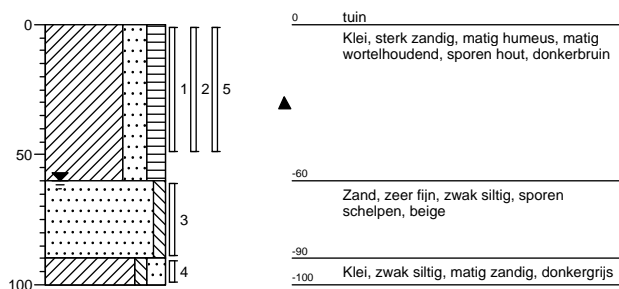 0
50
100
1 2 5
3
4
0 tuin
Klei, sterk zandig, matig humeus, matig
wortelhoudend, sporen hout, donkerbruin
-60
Zand, zeer fijn, zwak siltig, sporen
schelpen, beige
-90
Klei, zwak siltig, matig zandig, donkergrijs
-100